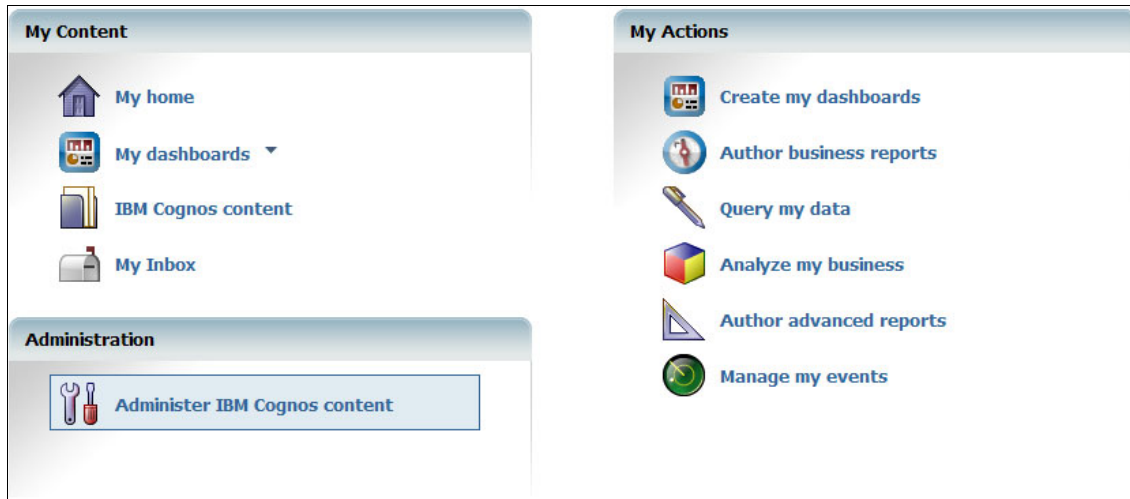 My Content
My home
My dashboards
IBM Cognos content
My Inbox
Administration
Administer IBM Cognos content
My Actions
Create my dashboards
Author business reports
Query my data
Analyze my business
Author advanced reports
Manage my events